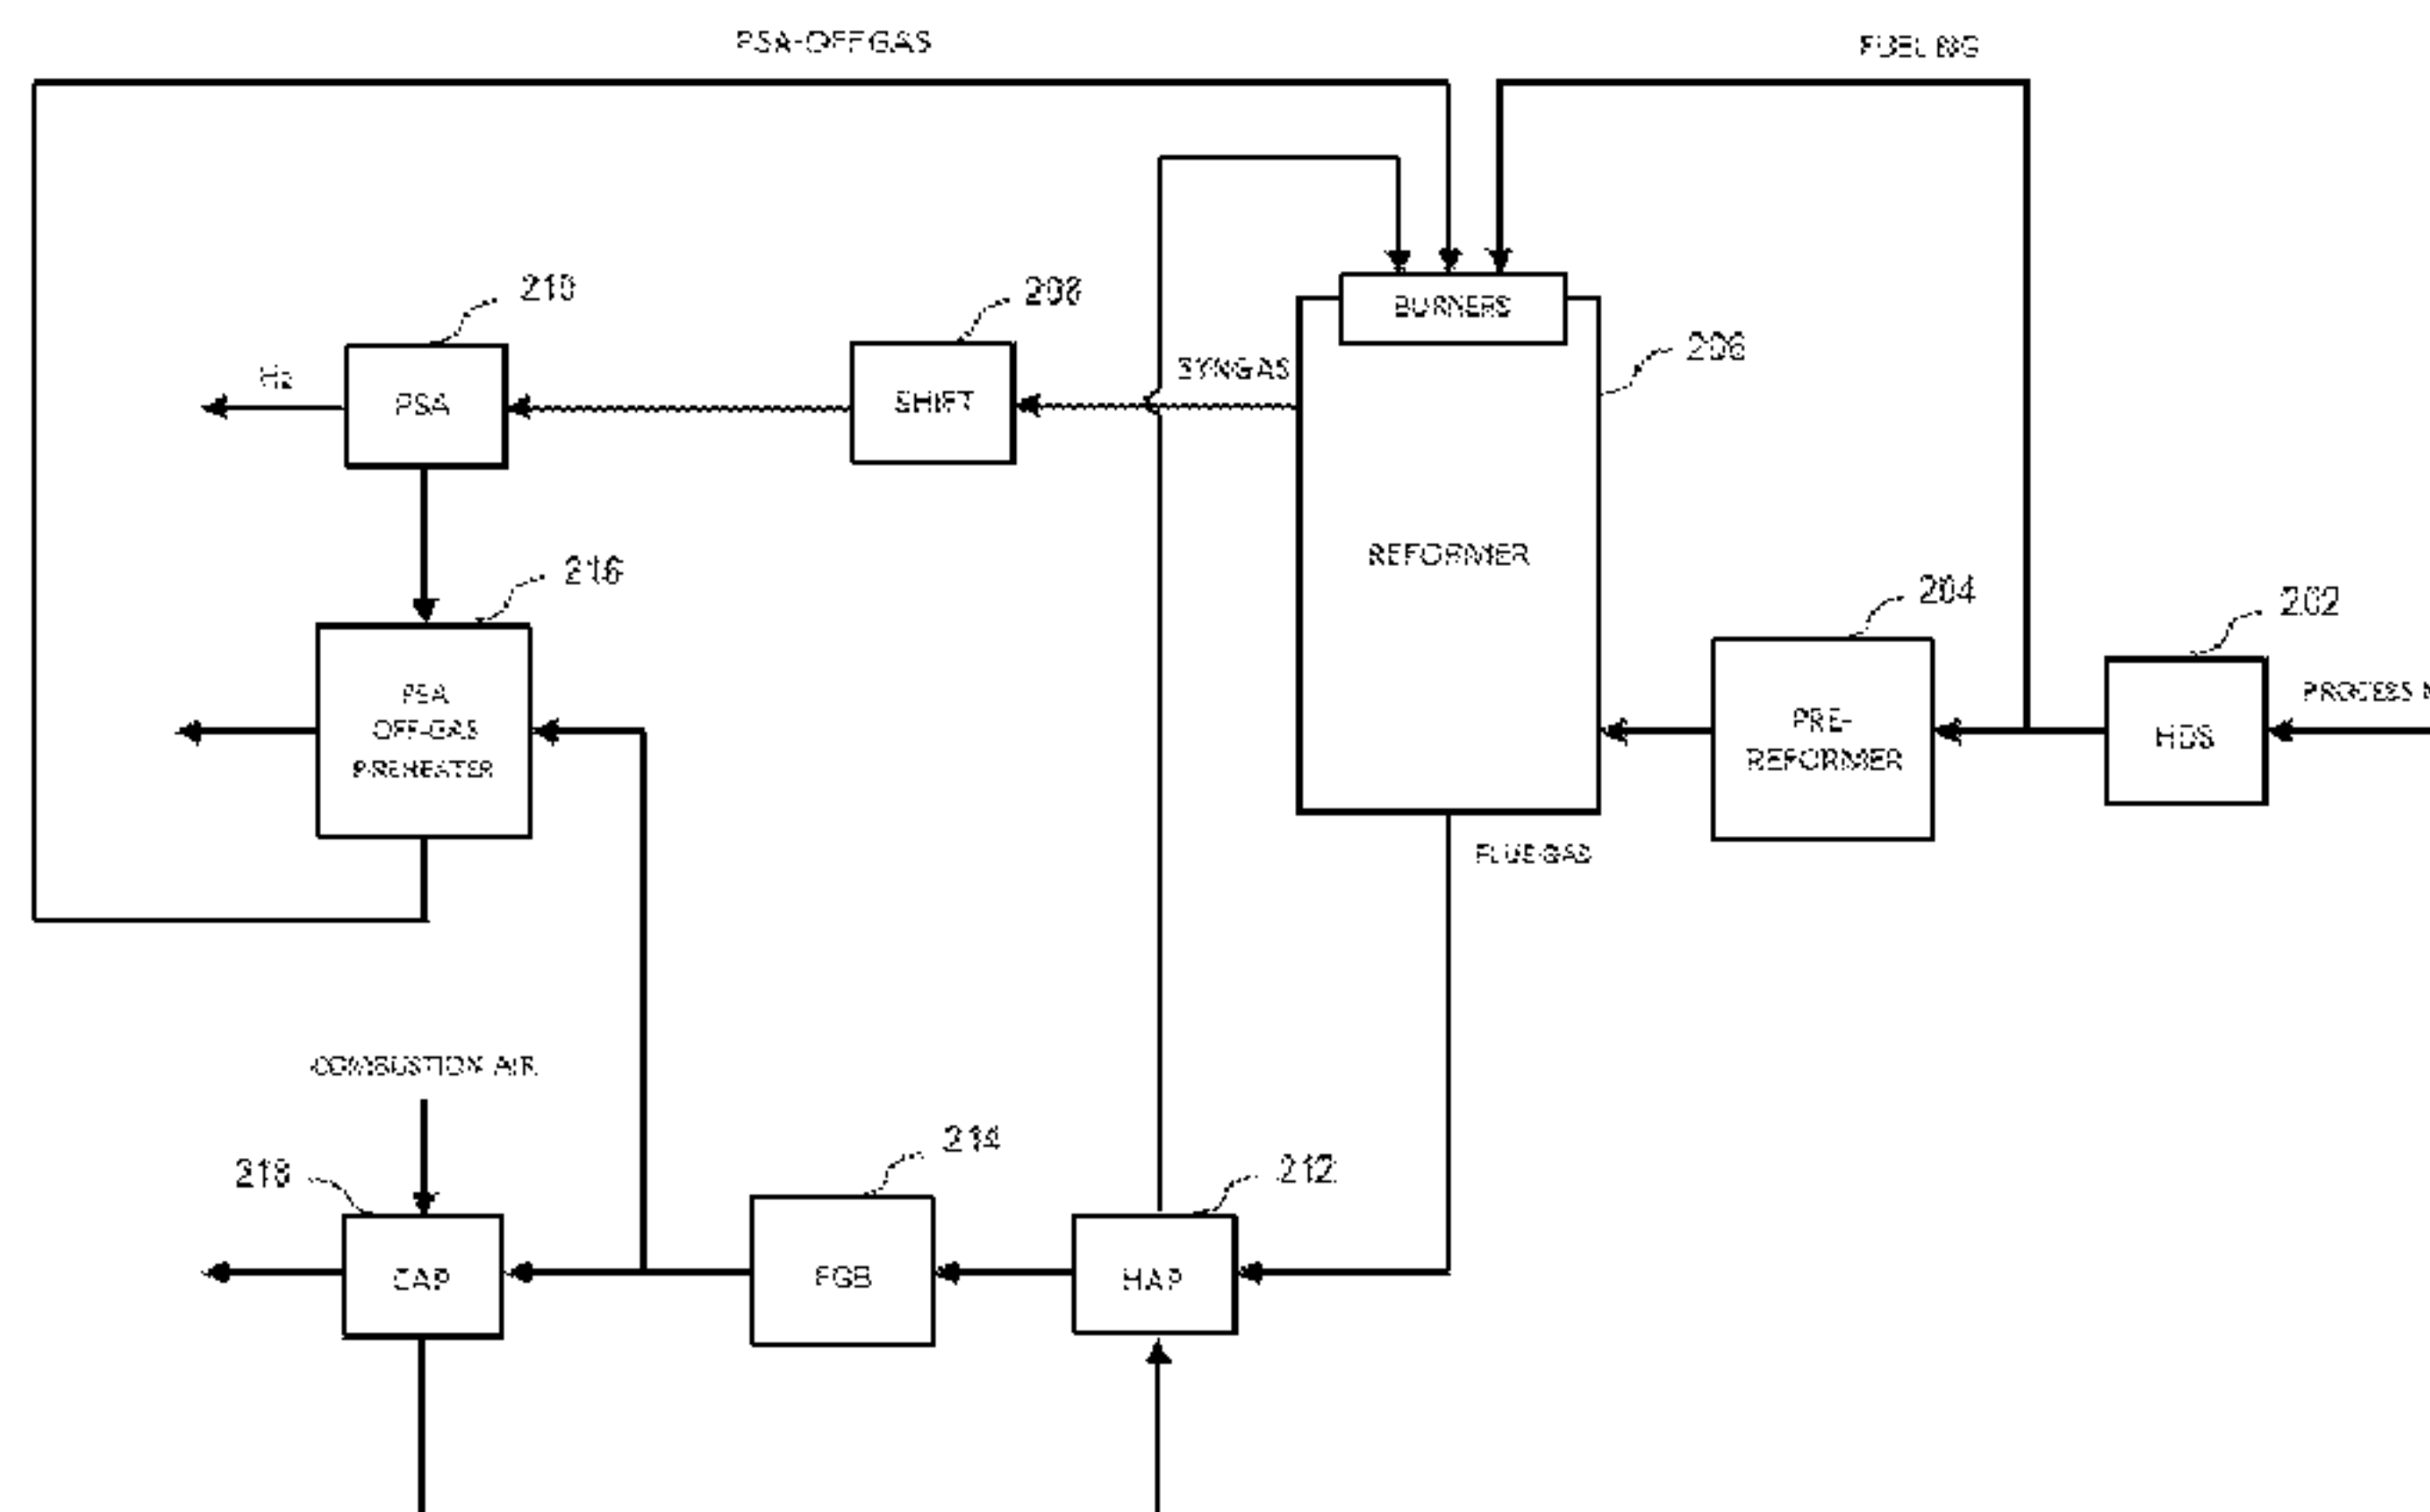 PSA-OFF GAS
FUEL NG
210
208
BURNERS
206
H₂
SYNGAS
PSA
SHIFT
REFORMER
216
204
202
PROCESS
PSA
OFF-GAS
PREHEATER
PRE-
REFORMER
HDS
FLUE GAS
COMBUSTION AIR
218
214
212
CAP
FGB
HAP